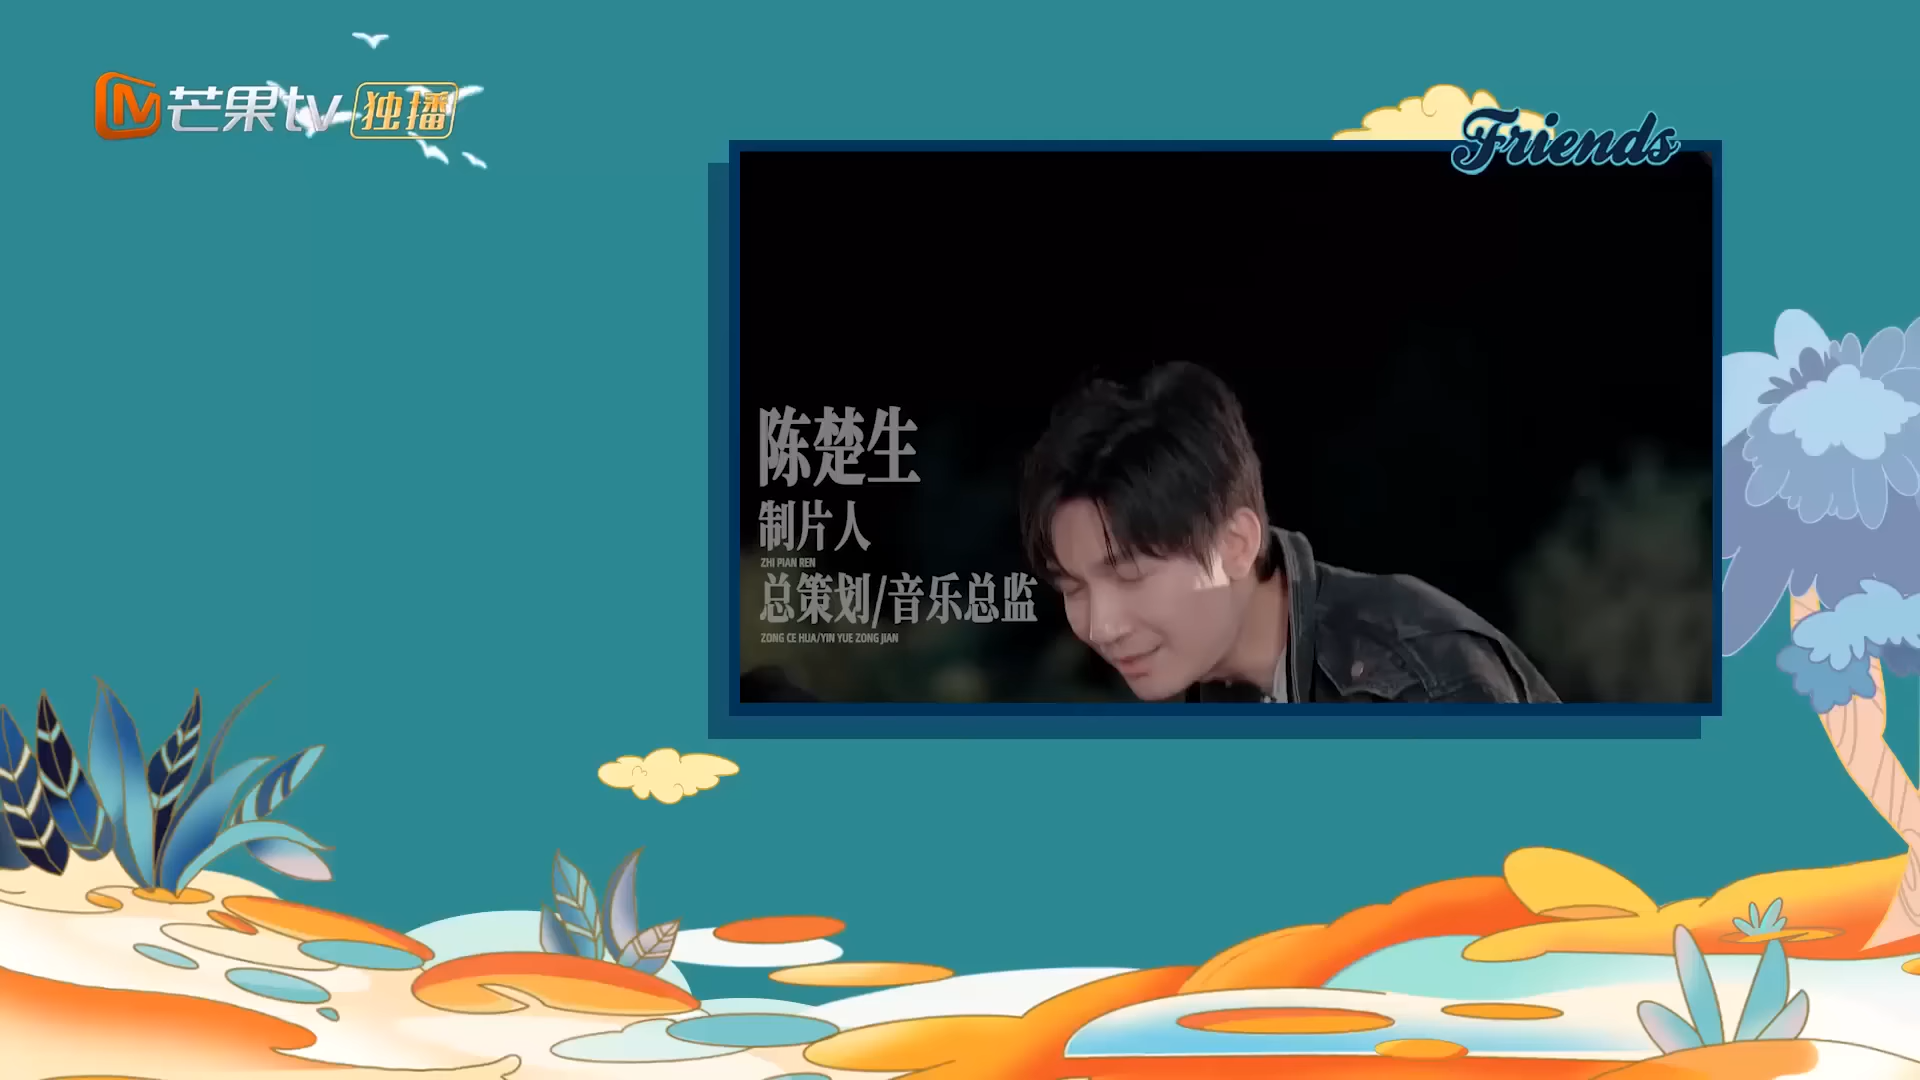 芒果tv 独播
Friends
陈楚生
制片人
ZHI PIAN REN
总策划/音乐总监
ZONG CE HUA/YIN YUE ZONG JIAN